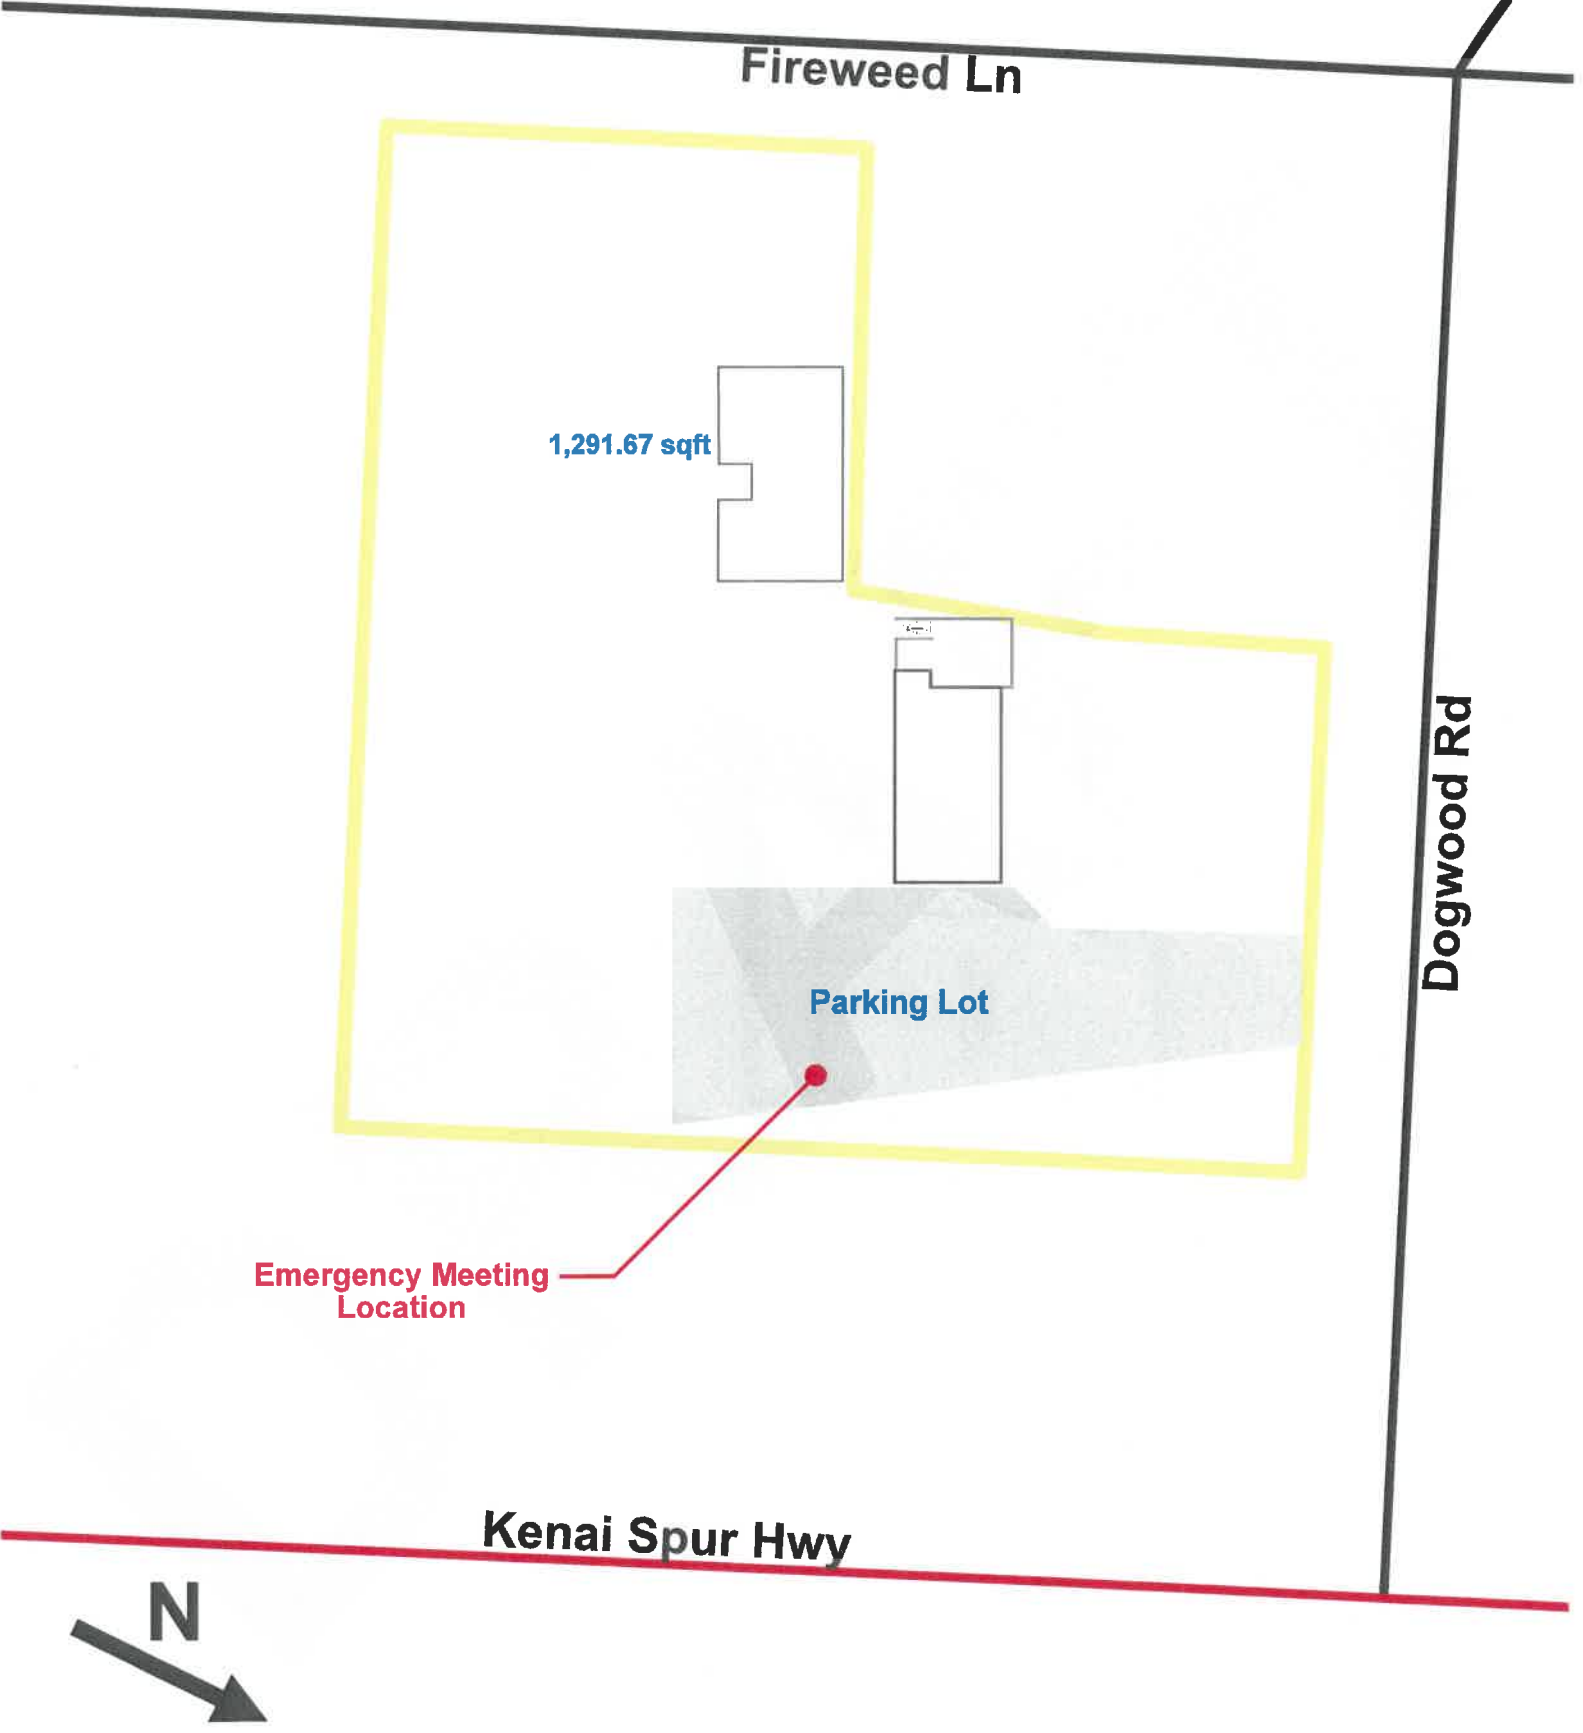 Fireweed Ln
1,291.67 sqft
Dogwood Rd
Parking Lot
Emergency Meeting
Location
Kenai Spur Hwy
N